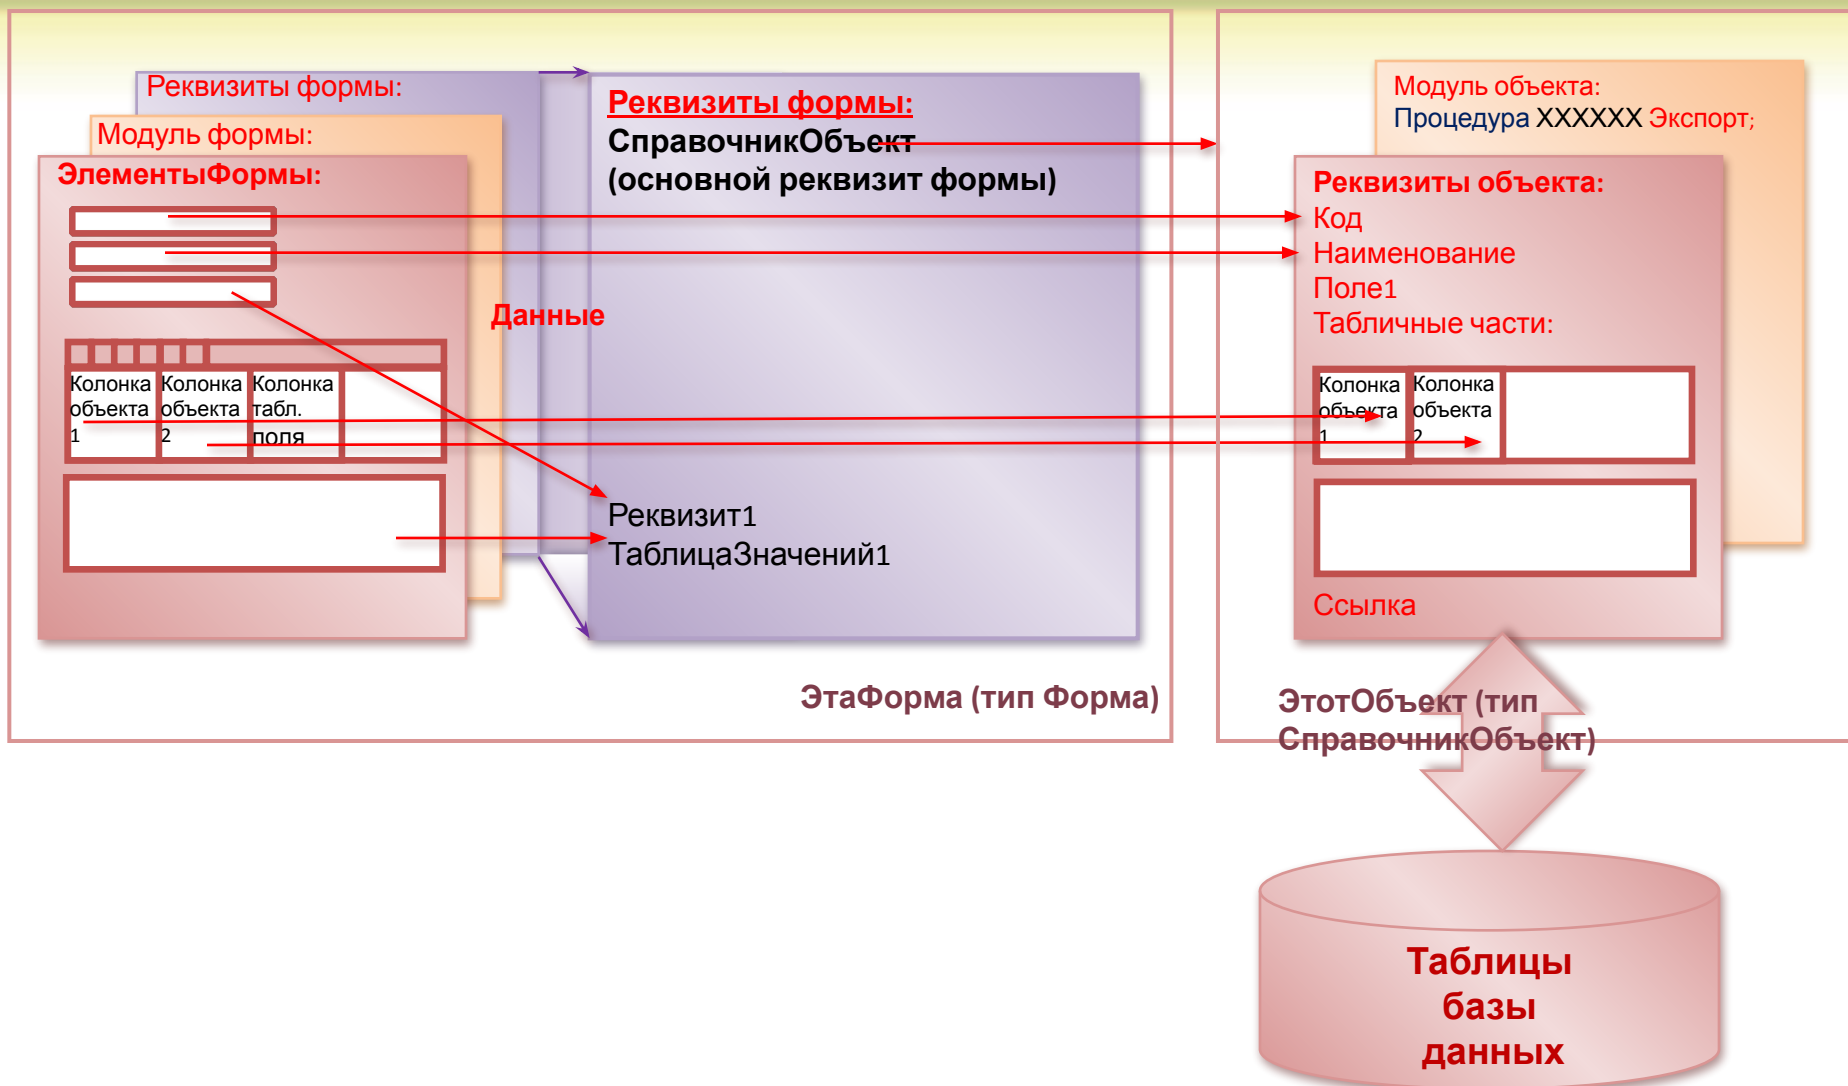 Реквизиты формы:
Модуль формы:
ЭлементыФормы:
Колонка
объекта
1
Колонка
объекта
2
Колонка
табл.
поля
Данные
Реквизиты формы:
СправочникОбъект
(основной реквизит формы)
Реквизит1
ТаблицаЗначений1
ЭтаФорма (тип Форма)
Модуль объекта:
Процедура XXXXXX Экспорт;
Реквизиты объекта:
Код
Наименование
Поле1
Табличные части:
Колонка
объекта
1
Колонка
объекта
2
Ссылка
ЭтотОбъект (тип
СправочникОбъект)
Таблицы
базы
данных